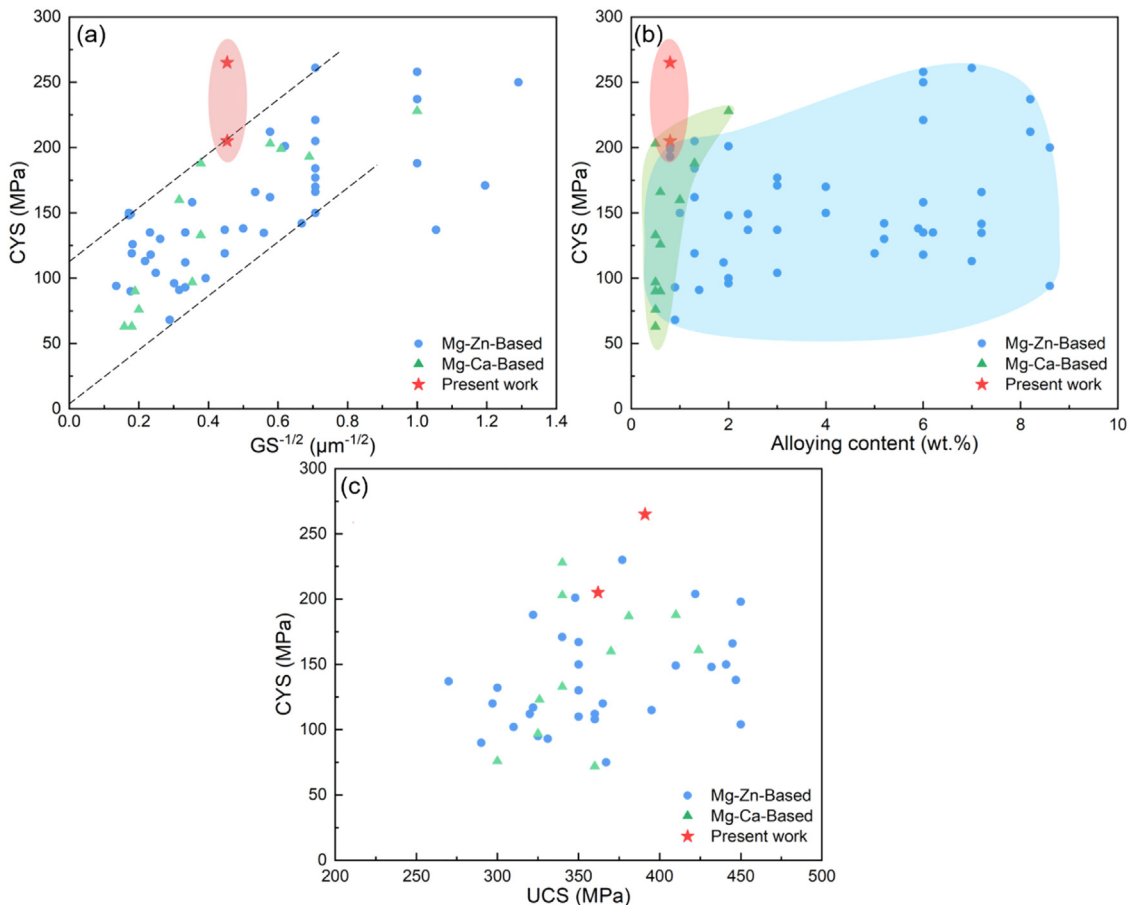 (a)
300
250
200
150
100
50
0
CYS (MPa)
0.0 0.2 0.4 0.6 0.8 1.0 1.2 1.4
GS⁻¹/² (µm⁻¹/²)
Mg-Zn-Based
Mg-Ca-Based
Present work
(b)
300
250
200
150
100
50
0
CYS (MPa)
0 2 4 6 8 10
Alloying content (wt.%)
Mg-Zn-Based
Mg-Ca-Based
Present work
(c)
300
250
200
150
100
50
0
CYS (MPa)
200 250 300 350 400 450 500
UCS (MPa)
Mg-Zn-Based
Mg-Ca-Based
Present work